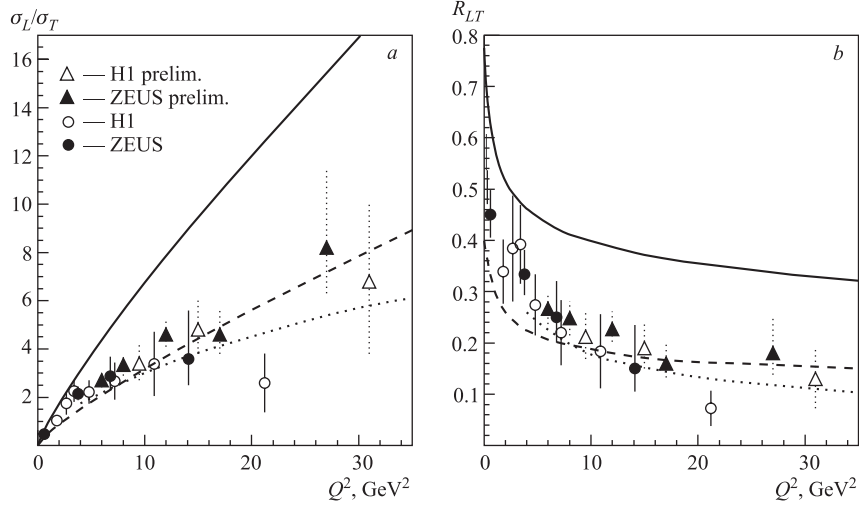 σ_L/σ_T
16
14
12
10
8
6
4
2
0
10
20
30
Q², GeV²
a
H1 prelim.
ZEUS prelim.
H1
ZEUS
R_LT
0.8
0.7
0.6
0.5
0.4
0.3
0.2
0.1
0
10
20
30
Q², GeV²
b